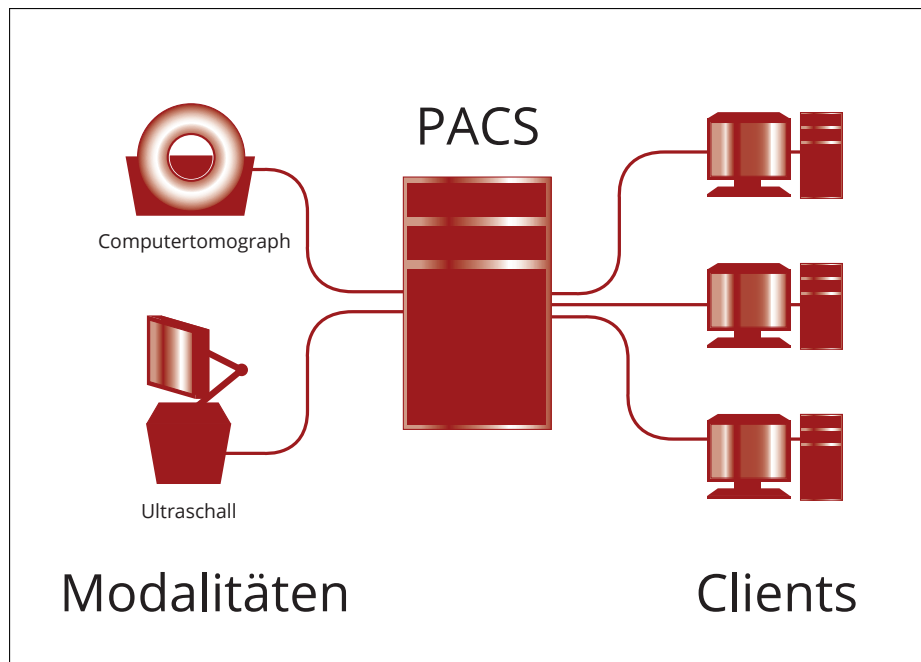 PACS
Computertomograph
Ultraschall
Modalitäten
Clients